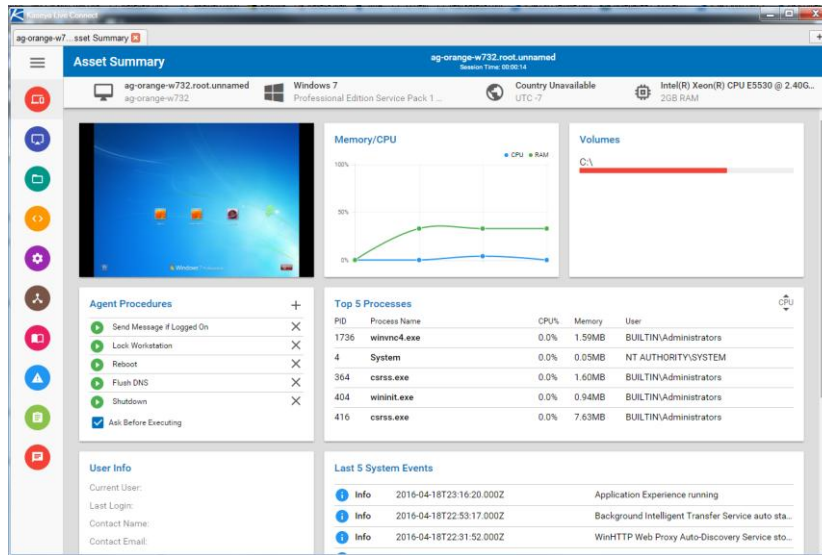 Kaseya Live Connect
ag-orange-w7...sset Summary
Asset Summary
ag-orange-w732.root.unnamed
Session Time: 00:00:14
ag-orange-w732.root.unnamed
ag-orange-w732
Windows 7
Professional Edition Service Pack 1 ...
Country Unavailable
UTC -7
Intel(R) Xeon(R) CPU E5530 @ 2.40G...
2GB RAM
Memory/CPU
CPU RAM
100%
50%
0%
Volumes
C:\
Windows 7
Agent Procedures
Send Message if Logged On
Lock Workstation
Reboot
Flush DNS
Shutdown
Ask Before Executing
Top 5 Processes
CPU
PID Process Name CPU% Memory User
1736 winvnc4.exe 0.0% 1.59MB BUILTIN\Administrators
4 System 0.0% 0.05MB NT AUTHORITY\SYSTEM
364 csrss.exe 0.0% 1.60MB BUILTIN\Administrators
404 wininit.exe 0.0% 0.94MB BUILTIN\Administrators
416 csrss.exe 0.0% 7.63MB BUILTIN\Administrators
User Info
Current User:
Last Login:
Contact Name:
Contact Email:
Last 5 System Events
Info 2016-04-18T23:16:20.000Z Application Experience running
Info 2016-04-18T22:53:17.000Z Background Intelligent Transfer Service auto sta...
Info 2016-04-18T22:31:52.000Z WinHTTP Web Proxy Auto-Discovery Service sto...